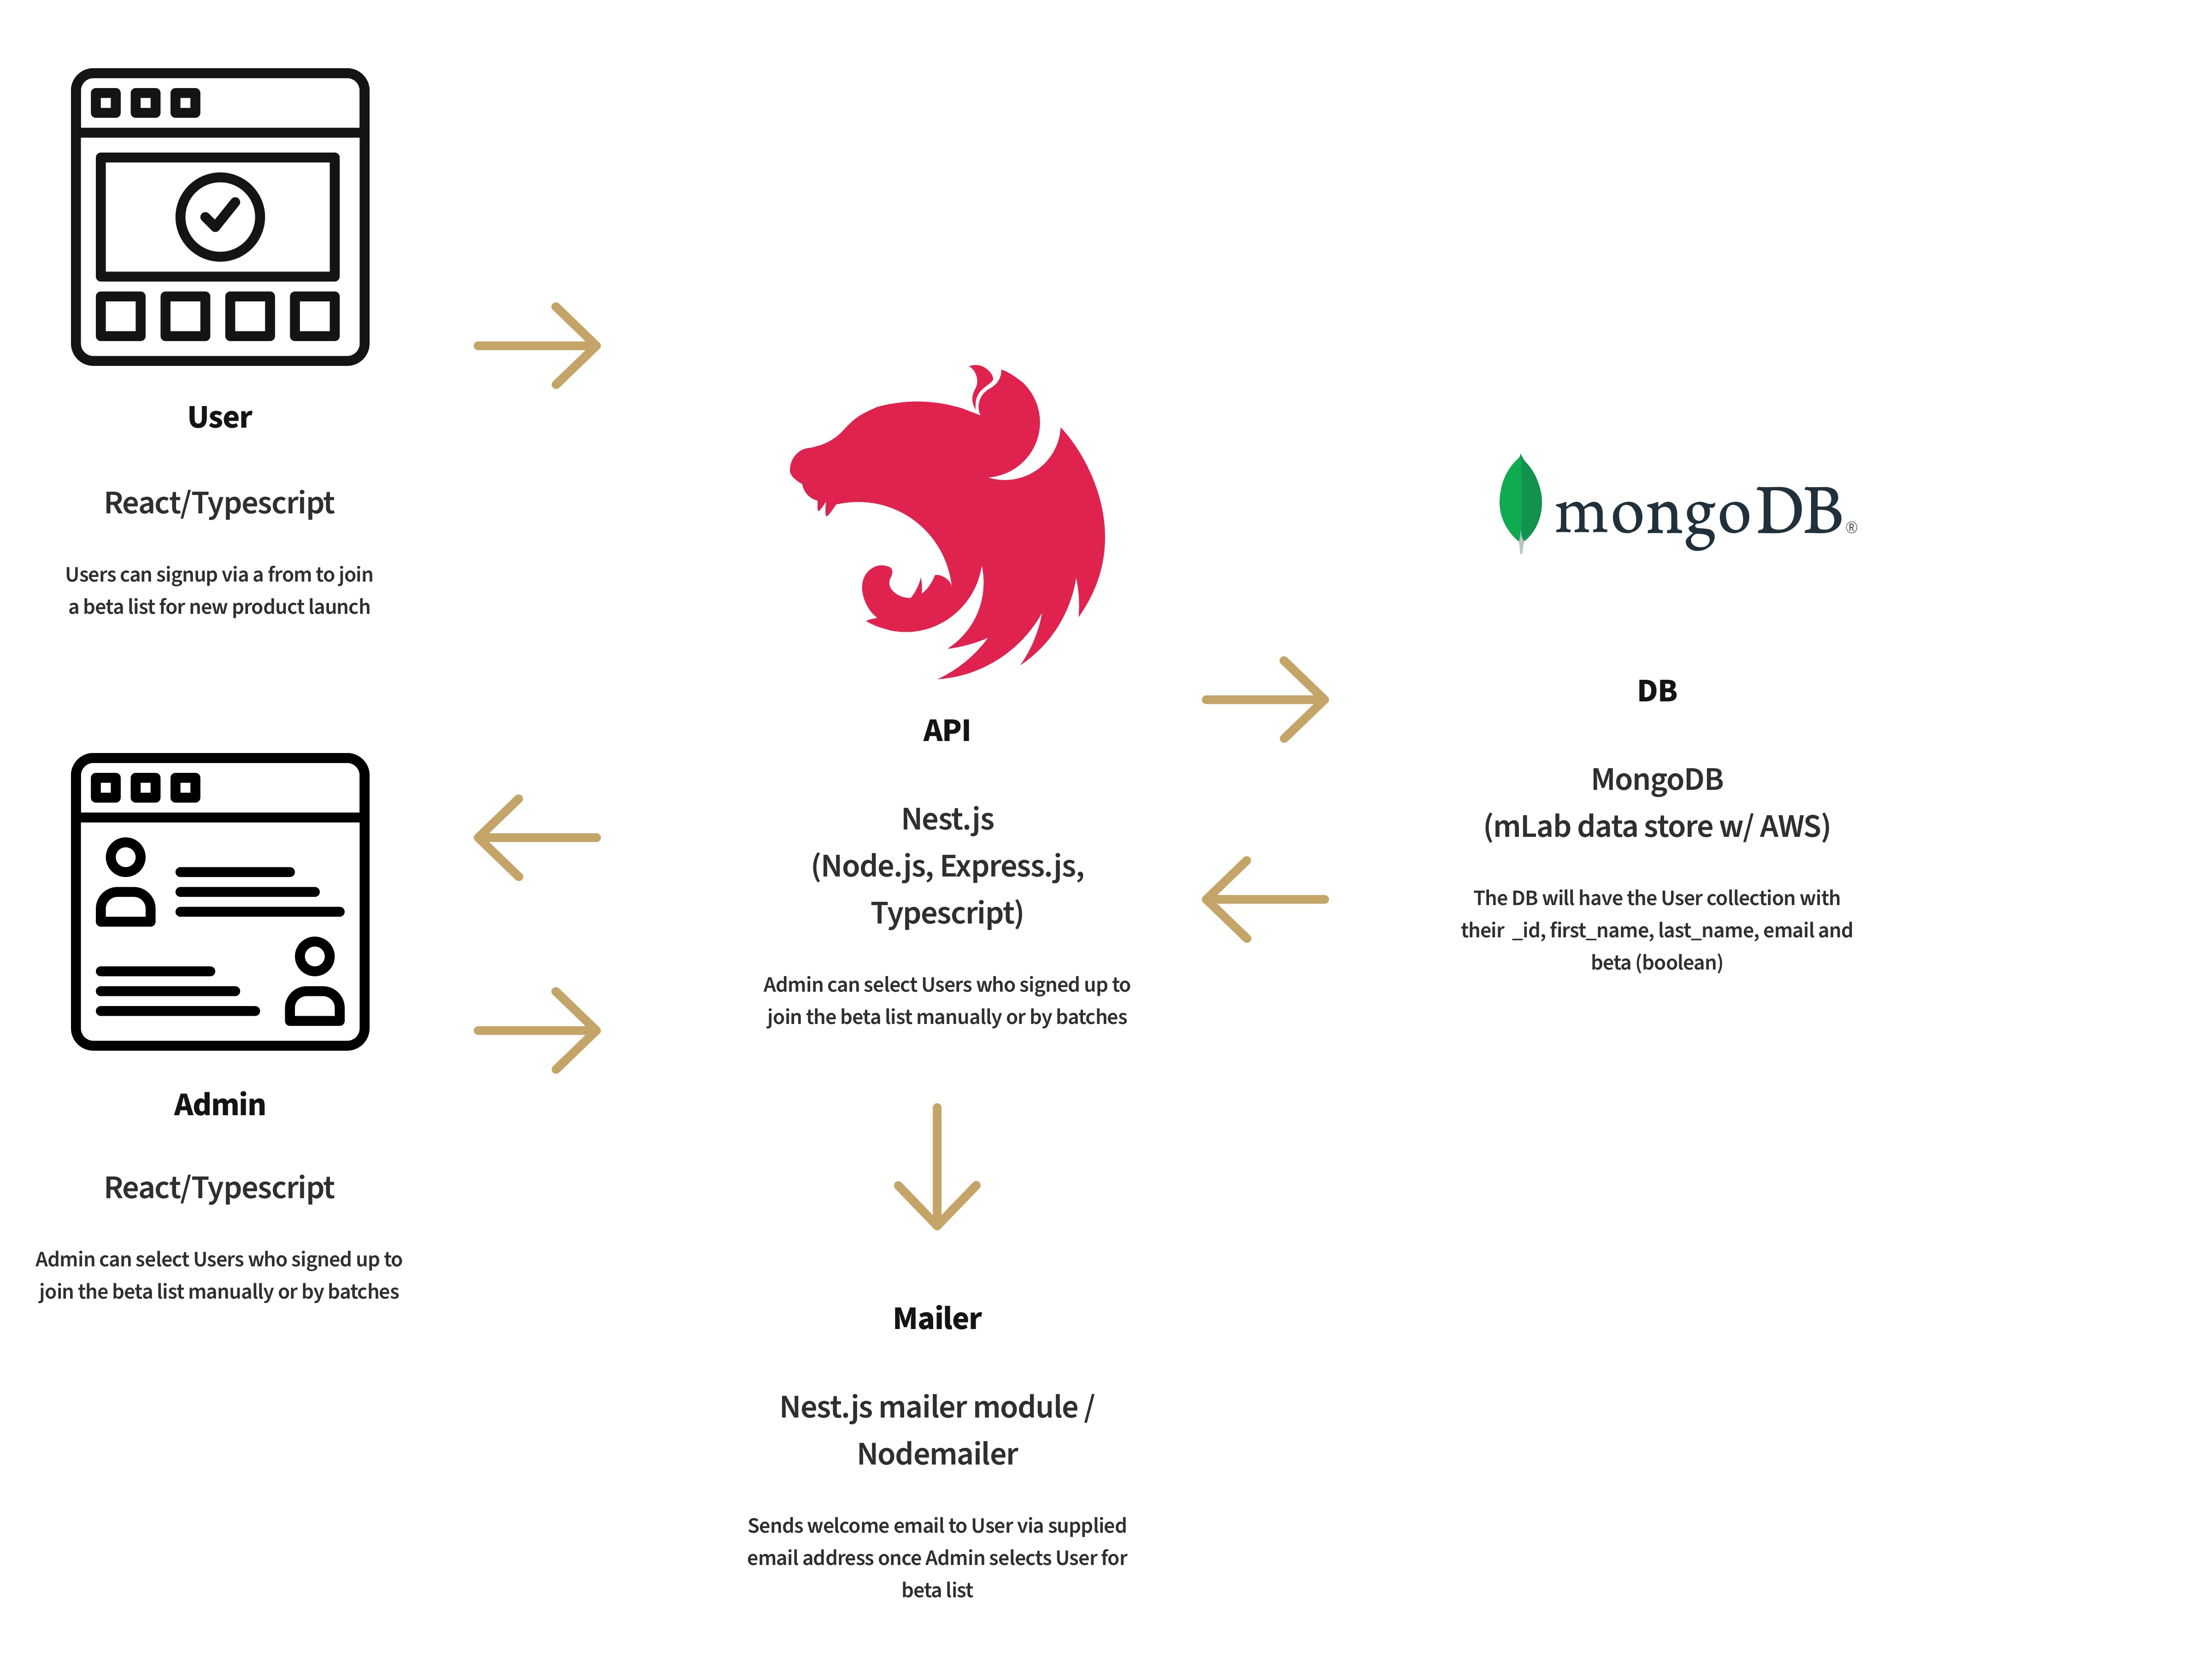 User
React/Typescript
Users can signup via a from to join
a beta list for new product launch
Admin
React/Typescript
Admin can select Users who signed up to
join the beta list manually or by batches
API
Nest.js
(Node.js, Express.js,
Typescript)
Admin can select Users who signed up to
join the beta list manually or by batches
Mailer
Nest.js mailer module /
Nodemailer
Sends welcome email to User via supplied
email address once Admin selects User for
beta list
mongoDB®
DB
MongoDB
(mLab data store w/ AWS)
The DB will have the User collection with
their _id, first_name, last_name, email and
beta (boolean)